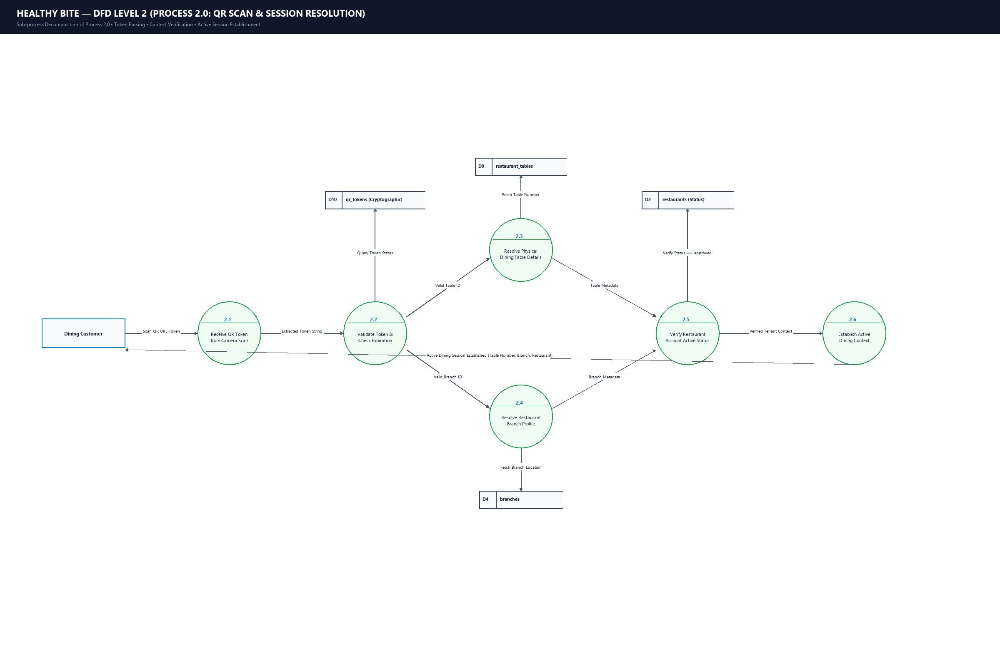 HEALTHY BITE — DFD LEVEL 2 (PROCESS 2.0: QR SCAN & SESSION RESOLUTION)
Sub-process Decomposition of Process 2.0 • Token Parsing • Context Verification • Active Session Establishment
D9
restaurant_tables
Fetch Table Number
D10
qr_tokens (Cryptographic)
D2
restaurants (Status)
2.3
Resolve Physical
Dining Table Details
Query Token Status
Verify Status == 'approved'
Valid Table ID
Table Metadata
Dining Customer
Scan QR URL Token
2.1
Receive QR Token
from Camera Scan
Extracted Token String
2.2
Validate Token &
Check Expiration
2.5
Verify Restaurant
Account Active Status
Verified Tenant Context
2.6
Establish Active
Dining Context
Active Dining Session Established (Table Number, Branch, Restaurant)
Valid Branch ID
Branch Metadata
2.4
Resolve Restaurant
Branch Profile
Fetch Branch Location
D4
branches